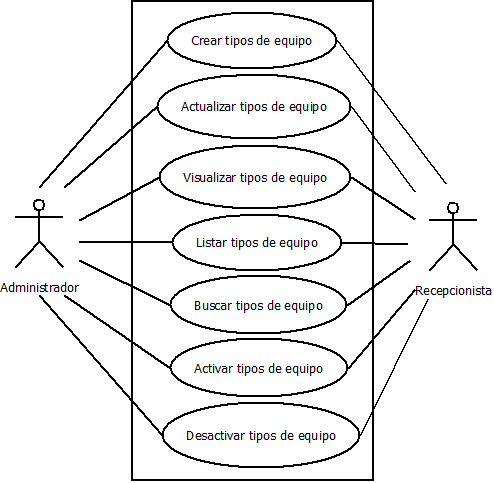 Crear tipos de equipo
Actualizar tipos de equipo
Visualizar tipos de equipo
Listar tipos de equipo
Administrador
Recepcionista
Buscar tipos de equipo
Activar tipos de equipo
Desactivar tipos de equipo